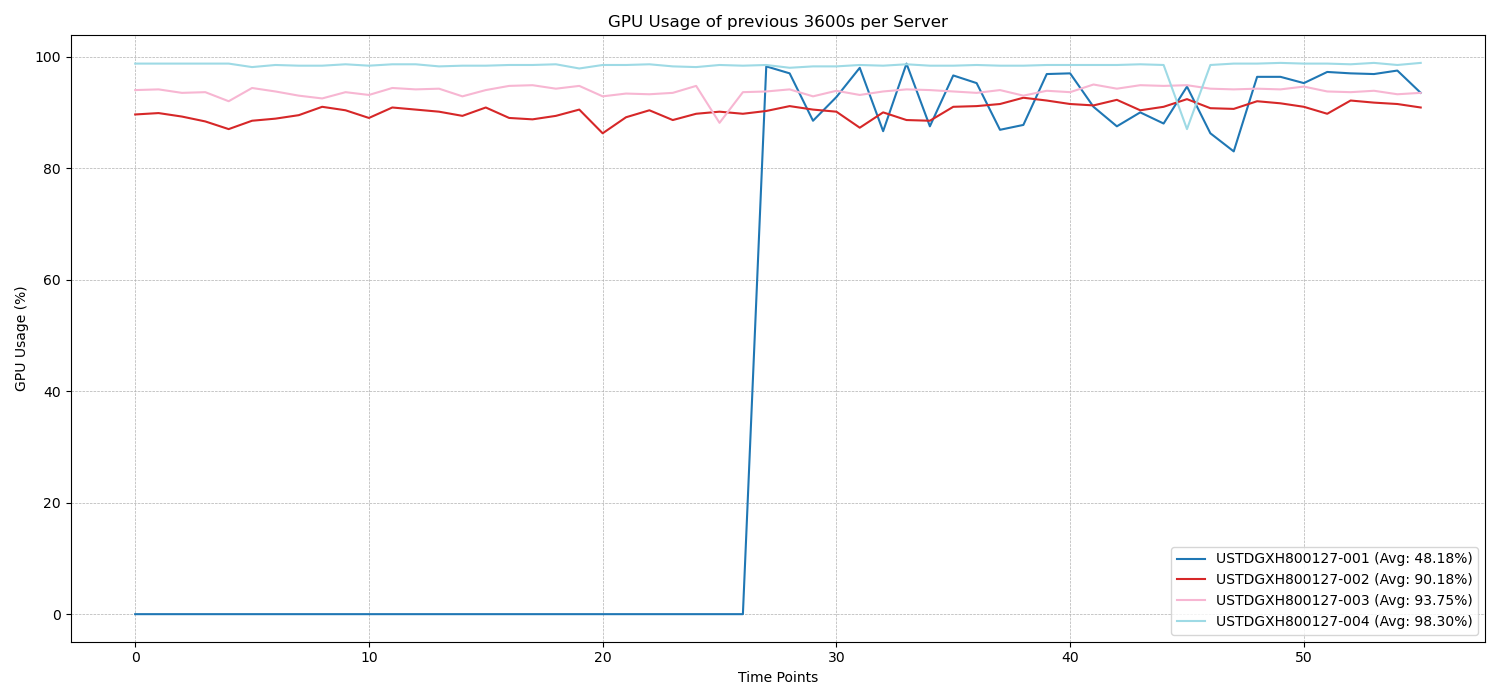 GPU Usage of previous 3600s per Server
100
80
60
40
20
0
GPU Usage (%)
0 10 20 30 40 50
Time Points
USTDGXH800127-001 (Avg: 48.18%)
USTDGXH800127-002 (Avg: 90.18%)
USTDGXH800127-003 (Avg: 93.75%)
USTDGXH800127-004 (Avg: 98.30%)